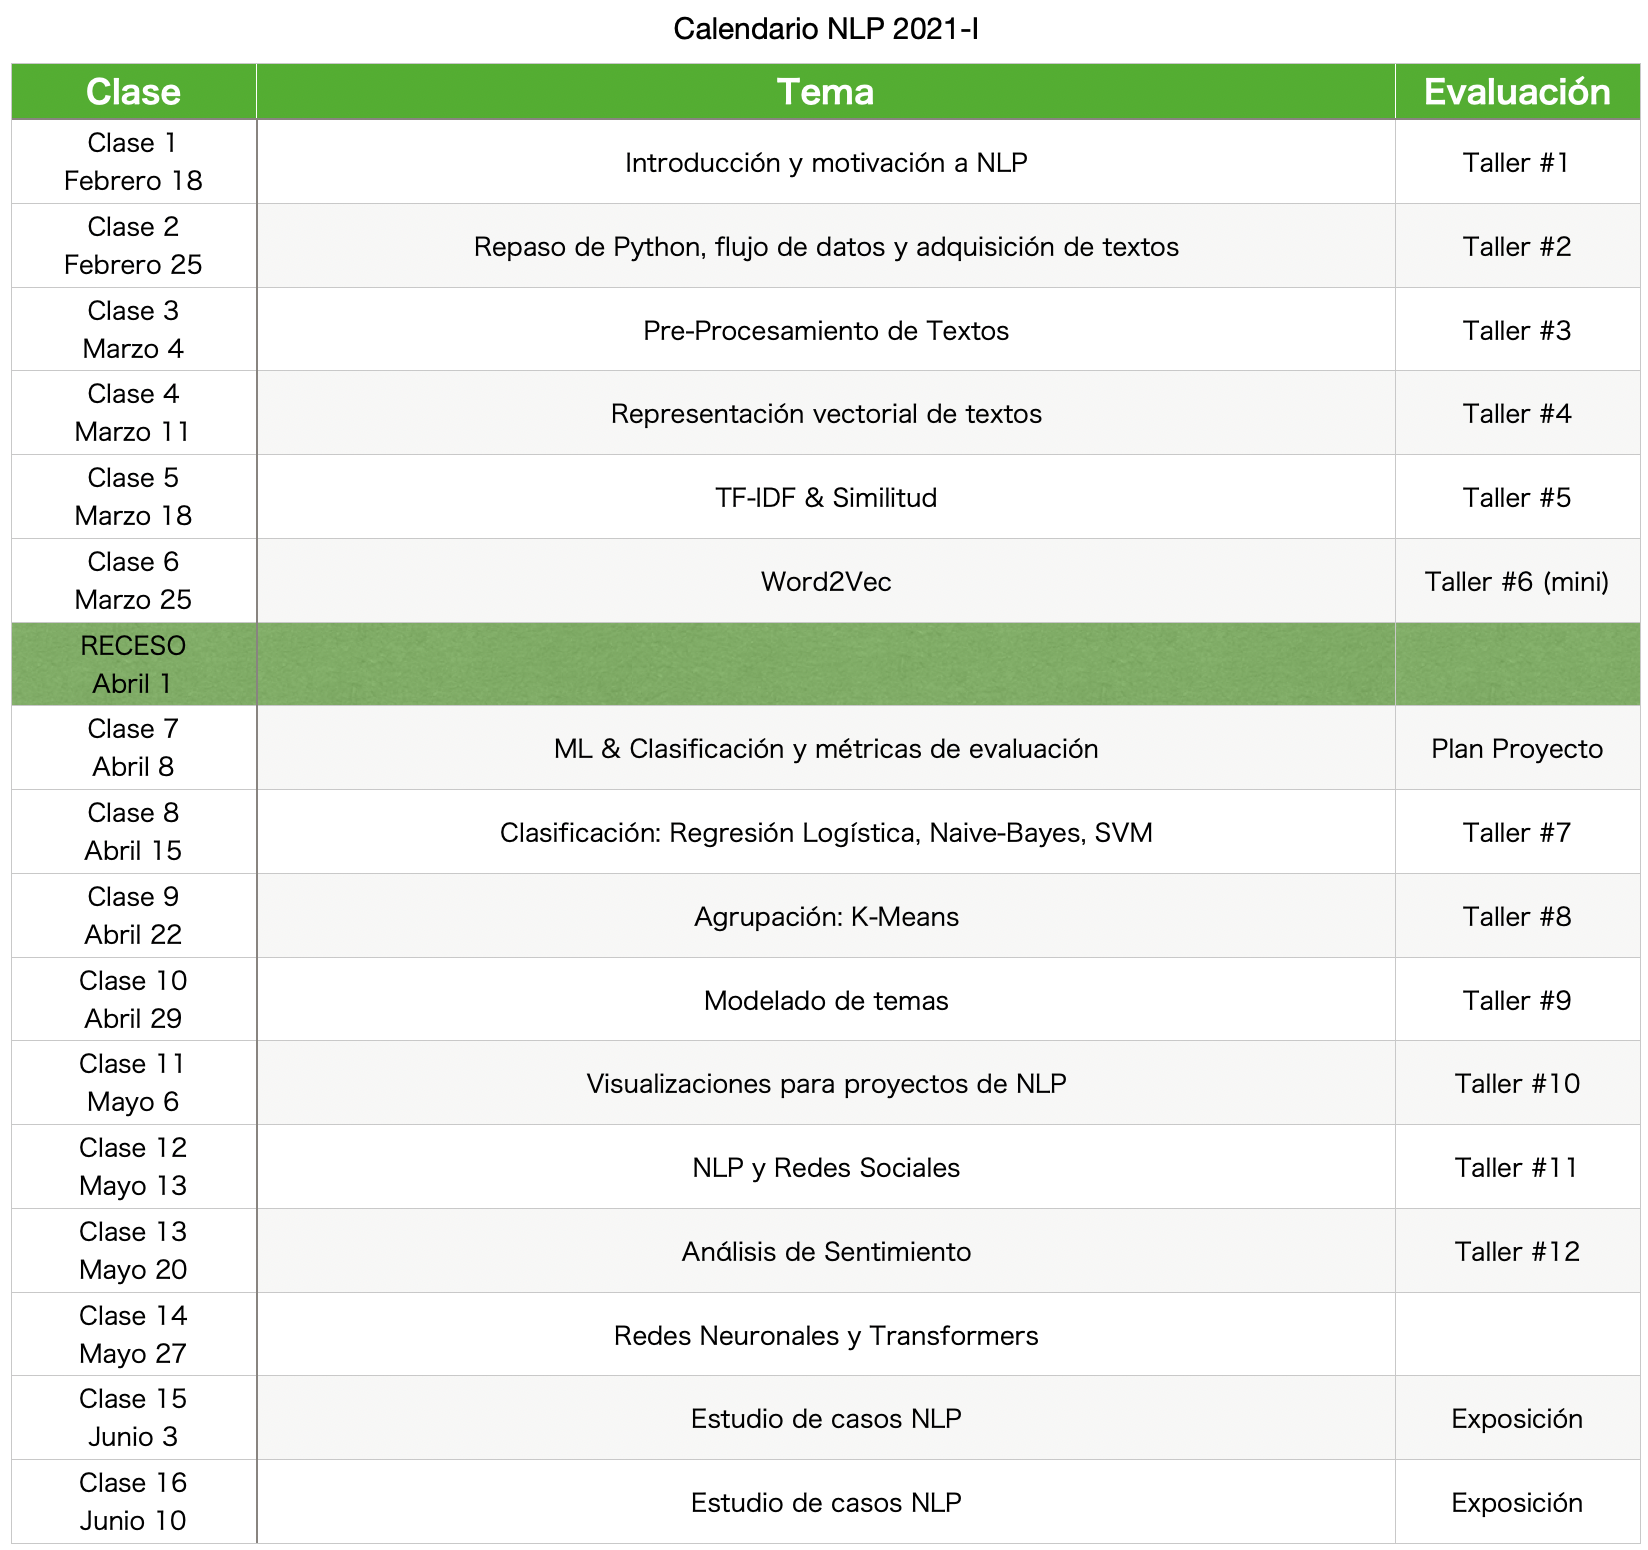 Calendario NLP 2021-I
Clase Tema Evaluación
Clase 1
Febrero 18
Introducción y motivación a NLP
Taller #1
Clase 2
Febrero 25
Repaso de Python, flujo de datos y adquisición de textos
Taller #2
Clase 3
Marzo 4
Pre-Procesamiento de Textos
Taller #3
Clase 4
Marzo 11
Representación vectorial de textos
Taller #4
Clase 5
Marzo 18
TF-IDF & Similitud
Taller #5
Clase 6
Marzo 25
Word2Vec
Taller #6 (mini)
RECESO
Abril 1
Clase 7
Abril 8
ML & Clasificación y métricas de evaluación
Plan Proyecto
Clase 8
Abril 15
Clasificación: Regresión Logística, Naive-Bayes, SVM
Taller #7
Clase 9
Abril 22
Agrupación: K-Means
Taller #8
Clase 10
Abril 29
Modelado de temas
Taller #9
Clase 11
Mayo 6
Visualizaciones para proyectos de NLP
Taller #10
Clase 12
Mayo 13
NLP y Redes Sociales
Taller #11
Clase 13
Mayo 20
Análisis de Sentimiento
Taller #12
Clase 14
Mayo 27
Redes Neuronales y Transformers
Clase 15
Junio 3
Estudio de casos NLP
Exposición
Clase 16
Junio 10
Estudio de casos NLP
Exposición